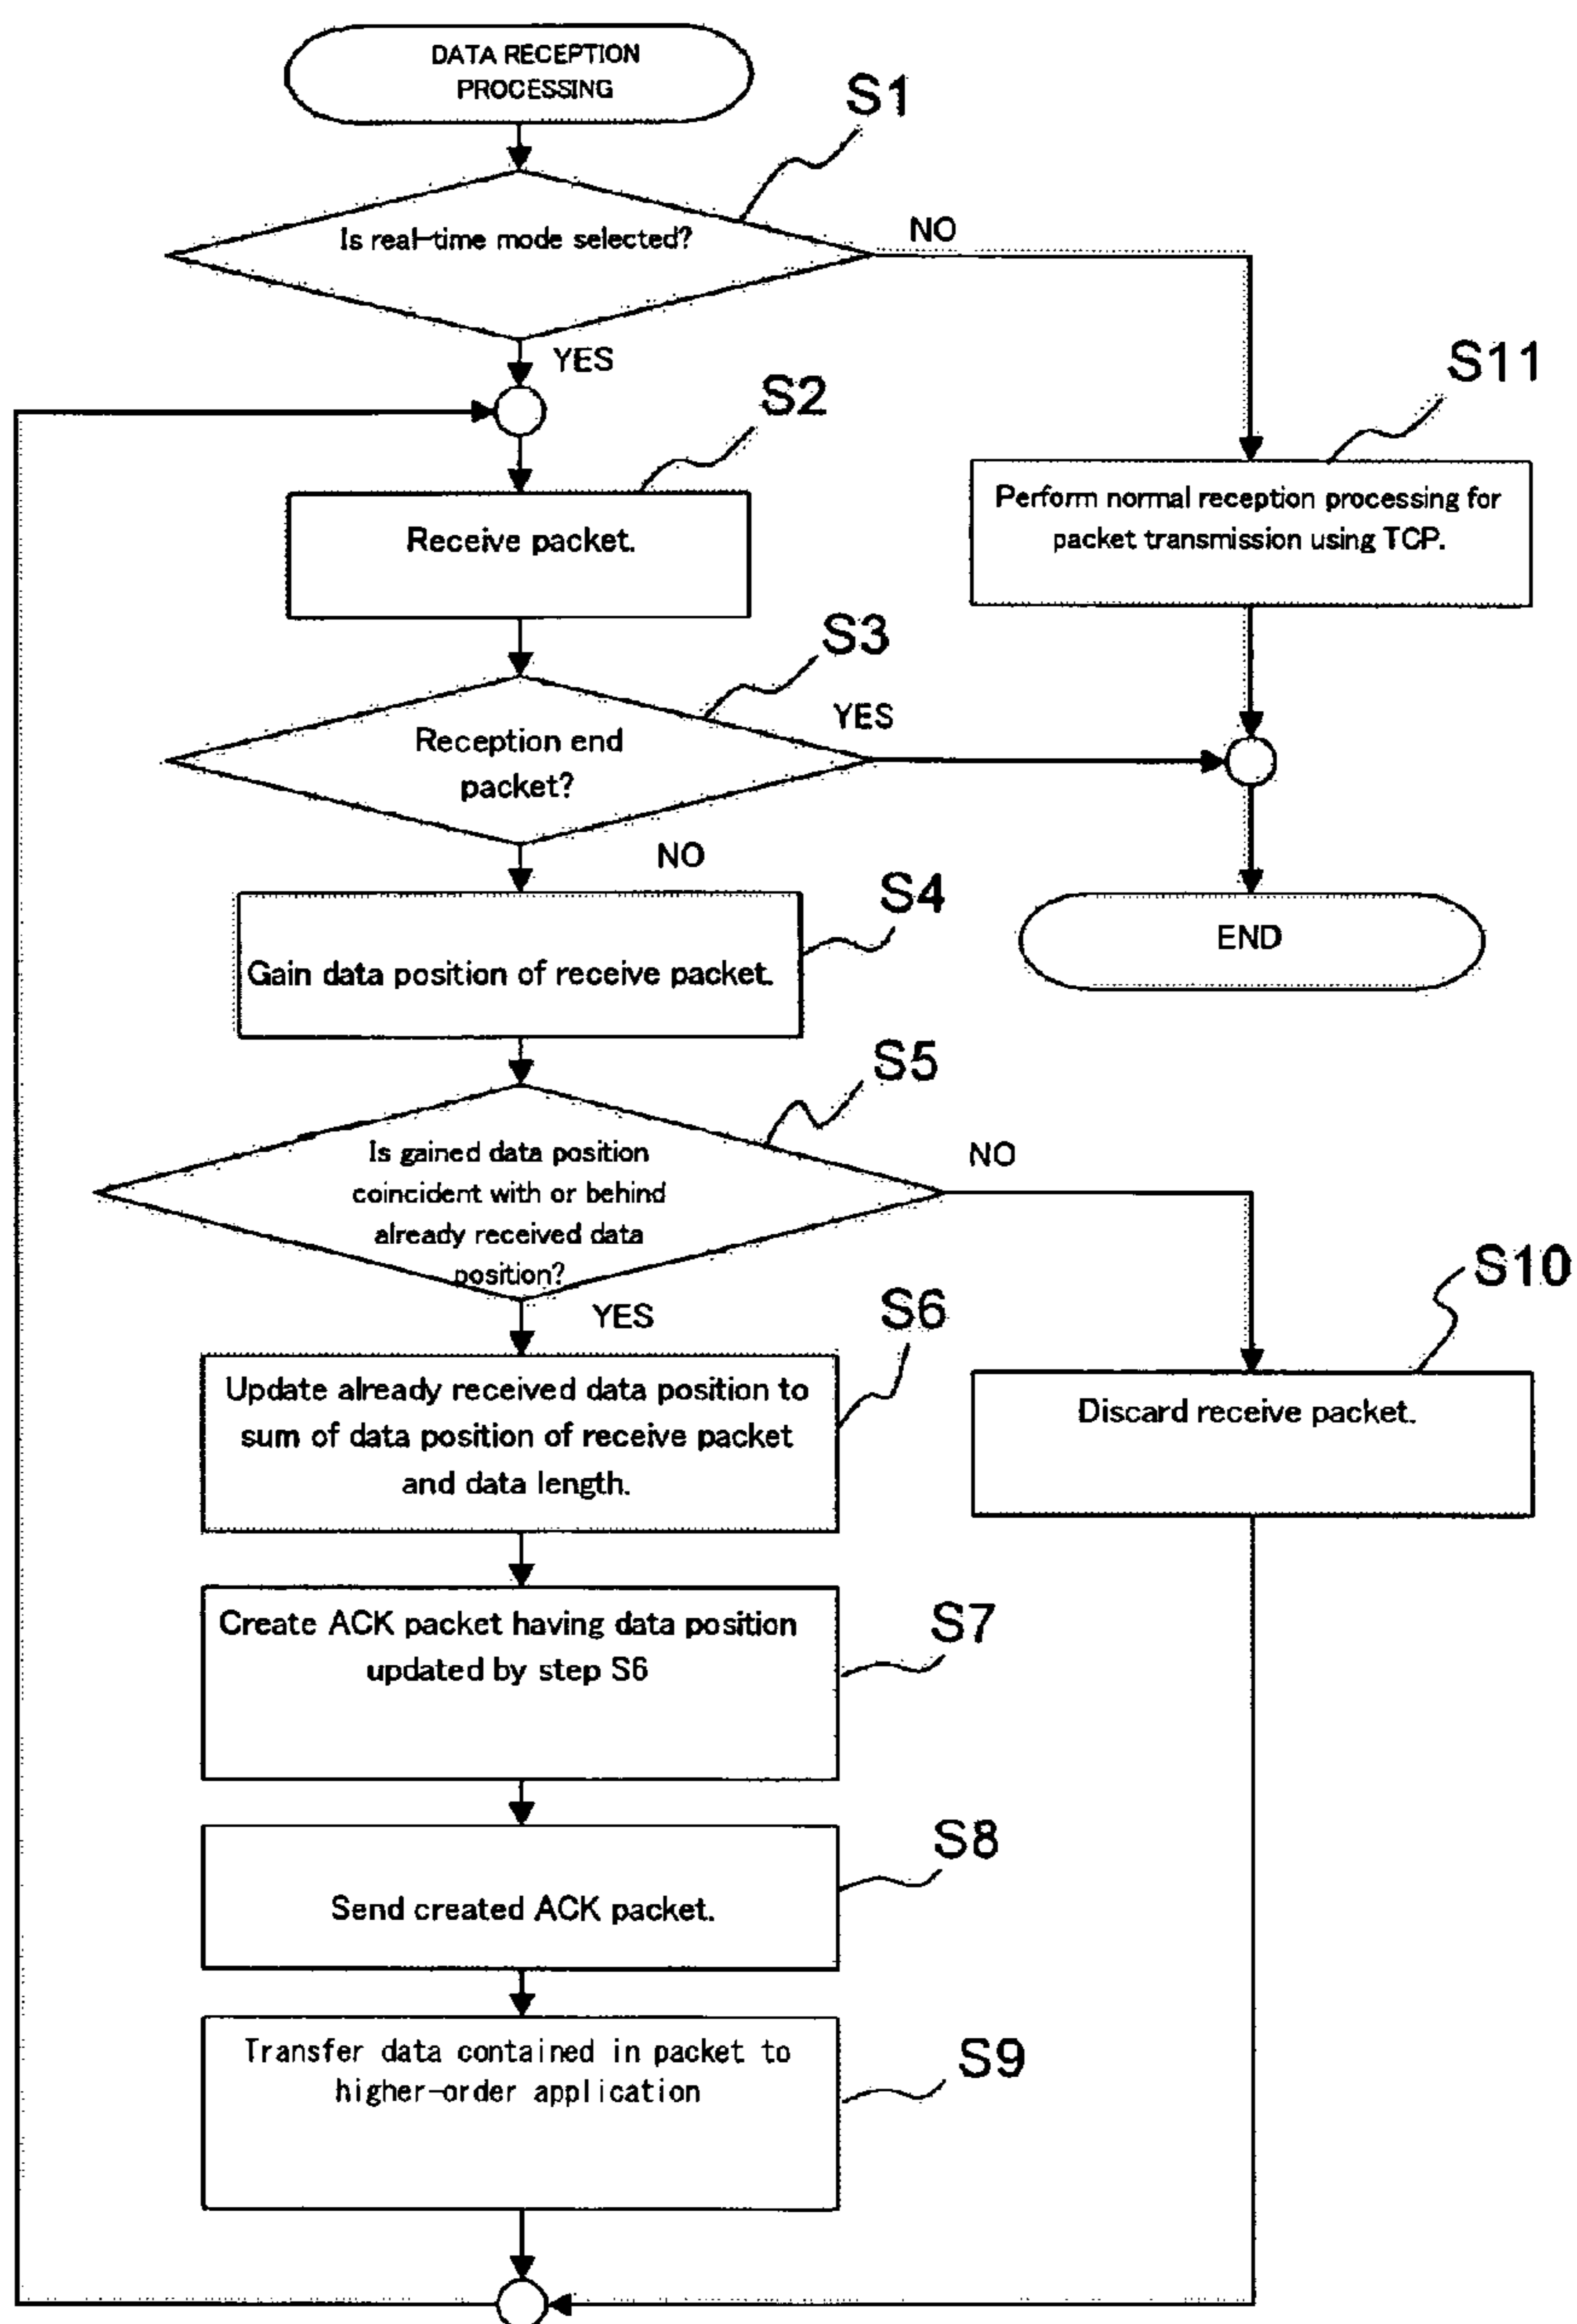 DATA RECEPTION
PROCESSING
S1
Is real-time mode selected?
NO
YES
S2
Receive packet.
S11
Perform normal reception processing for
packet transmission using TCP.
S3
Reception end
packet?
YES
NO
S4
Gain data position of receive packet.
END
S5
Is gained data position
coincident with or behind
already received data
position?
NO
YES
S6
Update already received data position to
sum of data position of receive packet
and data length.
S10
Discard receive packet.
S7
Create ACK packet having data position
updated by step S6
S8
Send created ACK packet.
S9
Transfer data contained in packet to
higher-order application